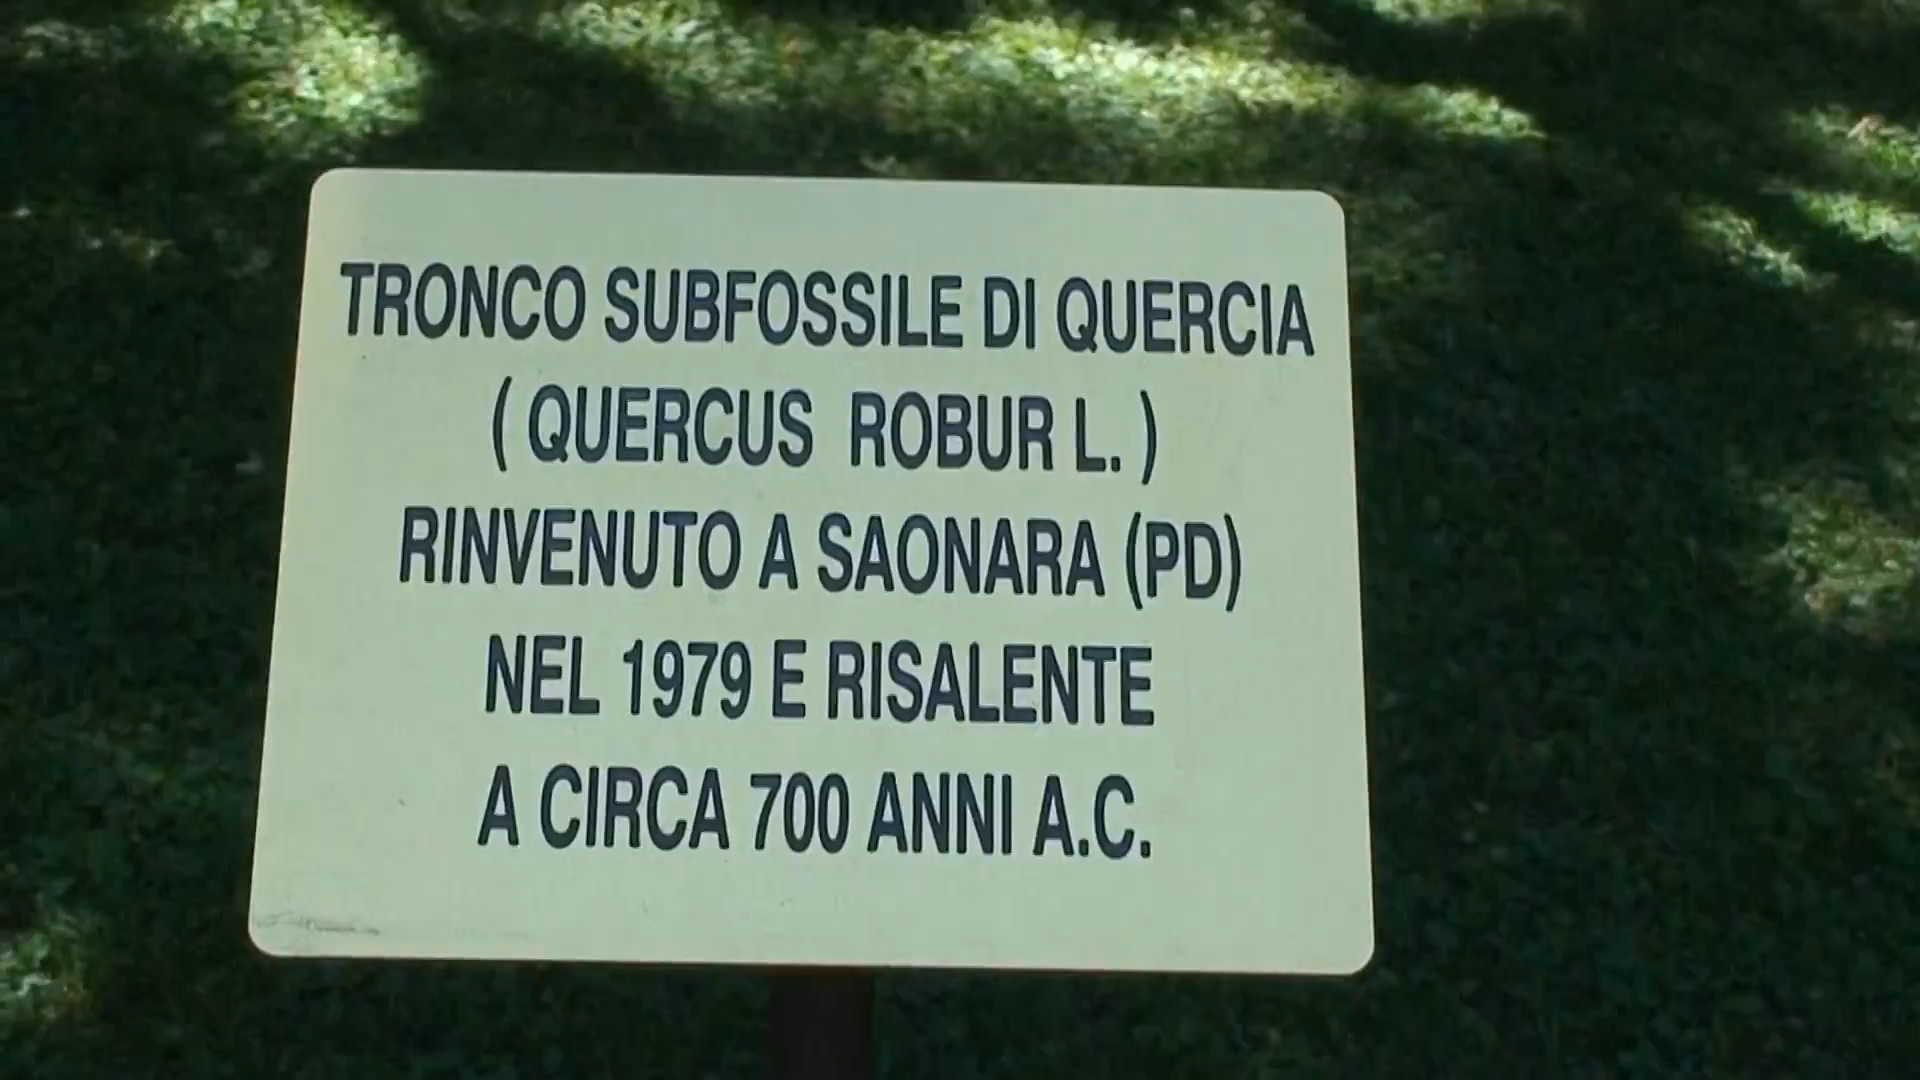 TRONCO SUBFOSSILE DI QUERCIA
( QUERCUS ROBUR L. )
RINVENUTO A SAONARA (PD)
NEL 1979 E RISALENTE
A CIRCA 700 ANNI A.C.